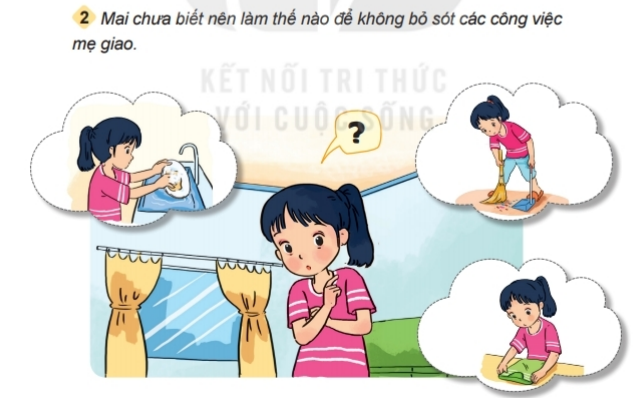 2 Mai chưa biết nên làm thế nào để không bỏ sót các công việc
mẹ giao.
KẾT NỐI TRI THỨC
VỚI CUỘC SỐNG
?